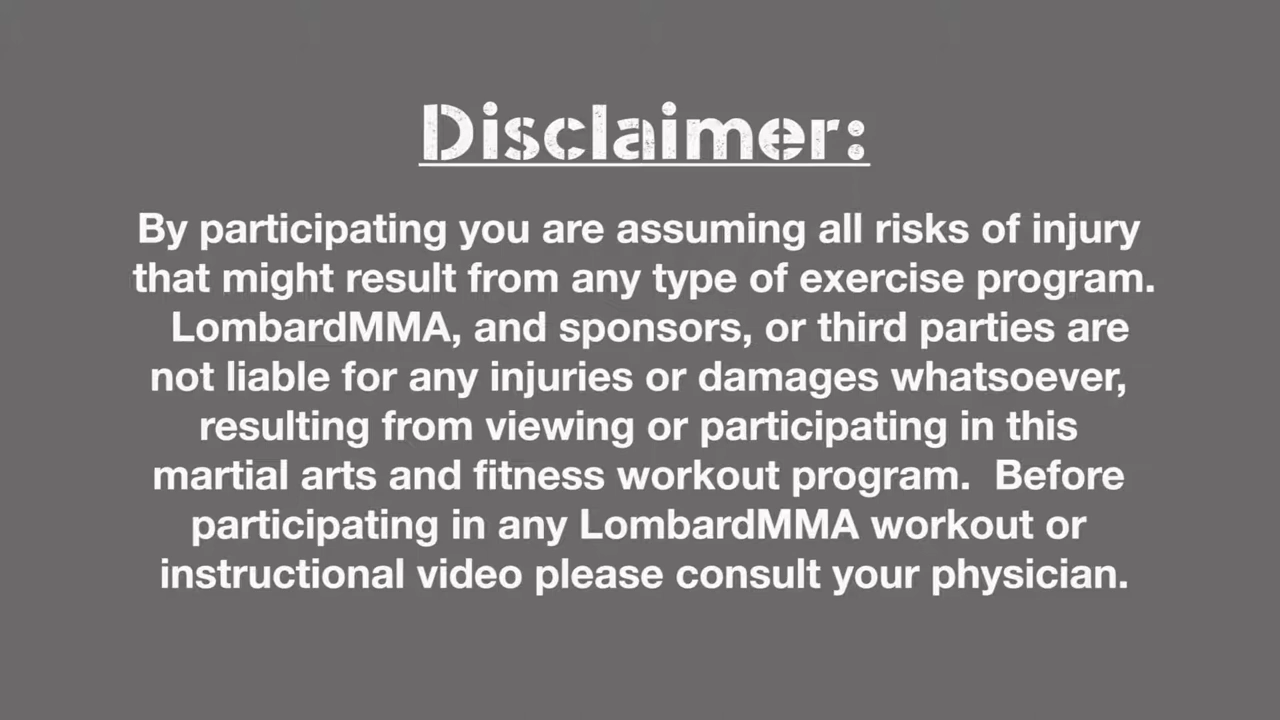 Disclaimer:
By participating you are assuming all risks of injury
that might result from any type of exercise program.
LombardMMA, and sponsors, or third parties are
not liable for any injuries or damages whatsoever,
resulting from viewing or participating in this
martial arts and fitness workout program.  Before
participating in any LombardMMA workout or
instructional video please consult your physician.